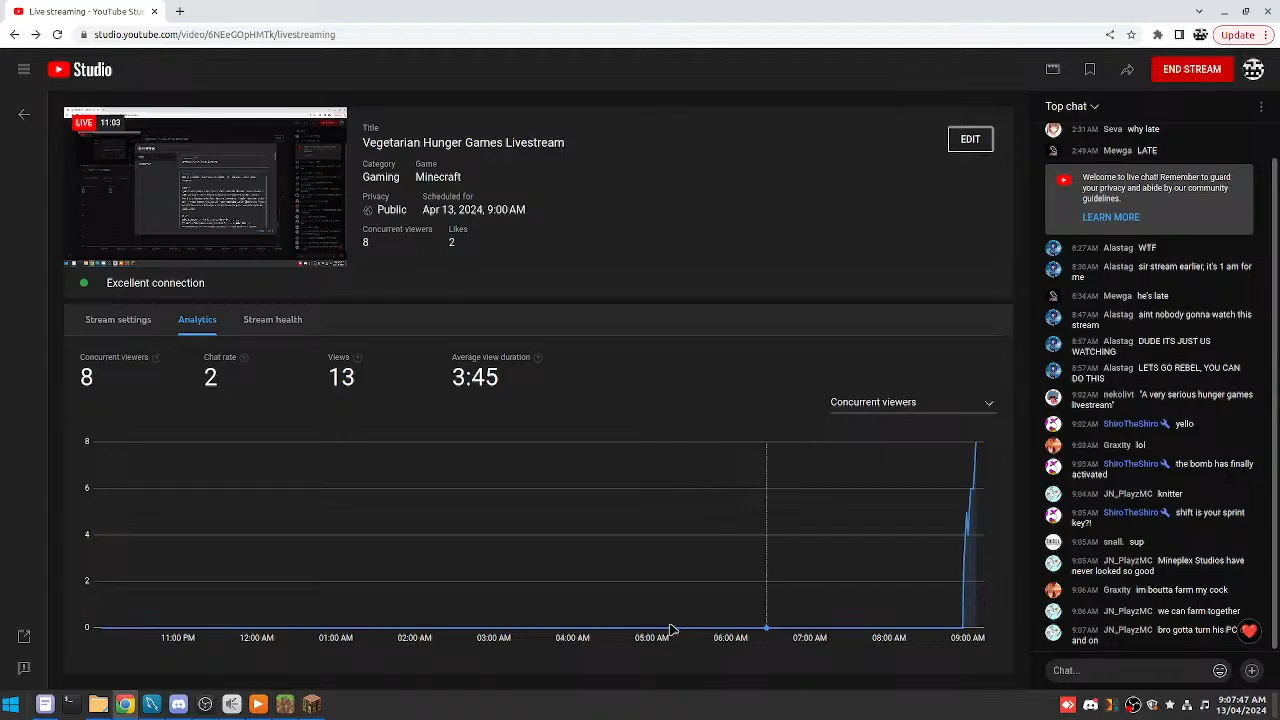 Live streaming - YouTube Stu
studio.youtube.com/video/6NEeGOpHMTk/livestreaming
Update
Studio
END STREAM
LIVE 11:03
Title
Vegetarian Hunger Games Livestream
EDIT
Category
Game
Gaming
Minecraft
Privacy
Scheduled for
Public
Apr 13, 2024 9:00 AM
Concurrent viewers
Likes
8
2
Excellent connection
Stream settings
Analytics
Stream health
Concurrent viewers
Chat rate
Views
Average view duration
8
2
13
3:45
Concurrent viewers
8
6
4
2
0
11:00 PM
12:00 AM
01:00 AM
02:00 AM
03:00 AM
04:00 AM
05:00 AM
06:00 AM
07:00 AM
08:00 AM
09:00 AM
Top chat
2:31 AM Seva why late
2:49 AM Mewga LATE
Welcome to live chat! Remember to guard
guidelines.
LEARN MORE
8:27 AM Alastag WTF
8:30 AM Alastag sir stream earlier, it's 1 am for
me
8:34 AM Mewga he's late
8:47 AM Alastag aint nobody gonna watch this
stream
8:57 AM Alastag DUDE ITS JUST US
WATCHING
8:57 AM Alastag LETS GO REBEL, YOU CAN
DO THIS
9:02 AM nekolivt "A very serious hunger games
livestream"
9:02 AM ShiroTheShiro yello
9:03 AM Graxity lol
9:03 AM ShiroTheShiro the bomb has finally
activated
9:04 AM JN_PlayzMC knitter
9:05 AM ShiroTheShiro shift is your sprint
key?!
9:05 AM snall. sup
9:05 AM JN_PlayzMC Mineplex Studios have
never looked so good
9:06 AM Graxity im boutta farm my cock
9:06 AM JN_PlayzMC we can farm together
9:07 AM JN_PlayzMC bro gotta turn his PC
and on
Chat...
9:07:47 AM
13/04/2024